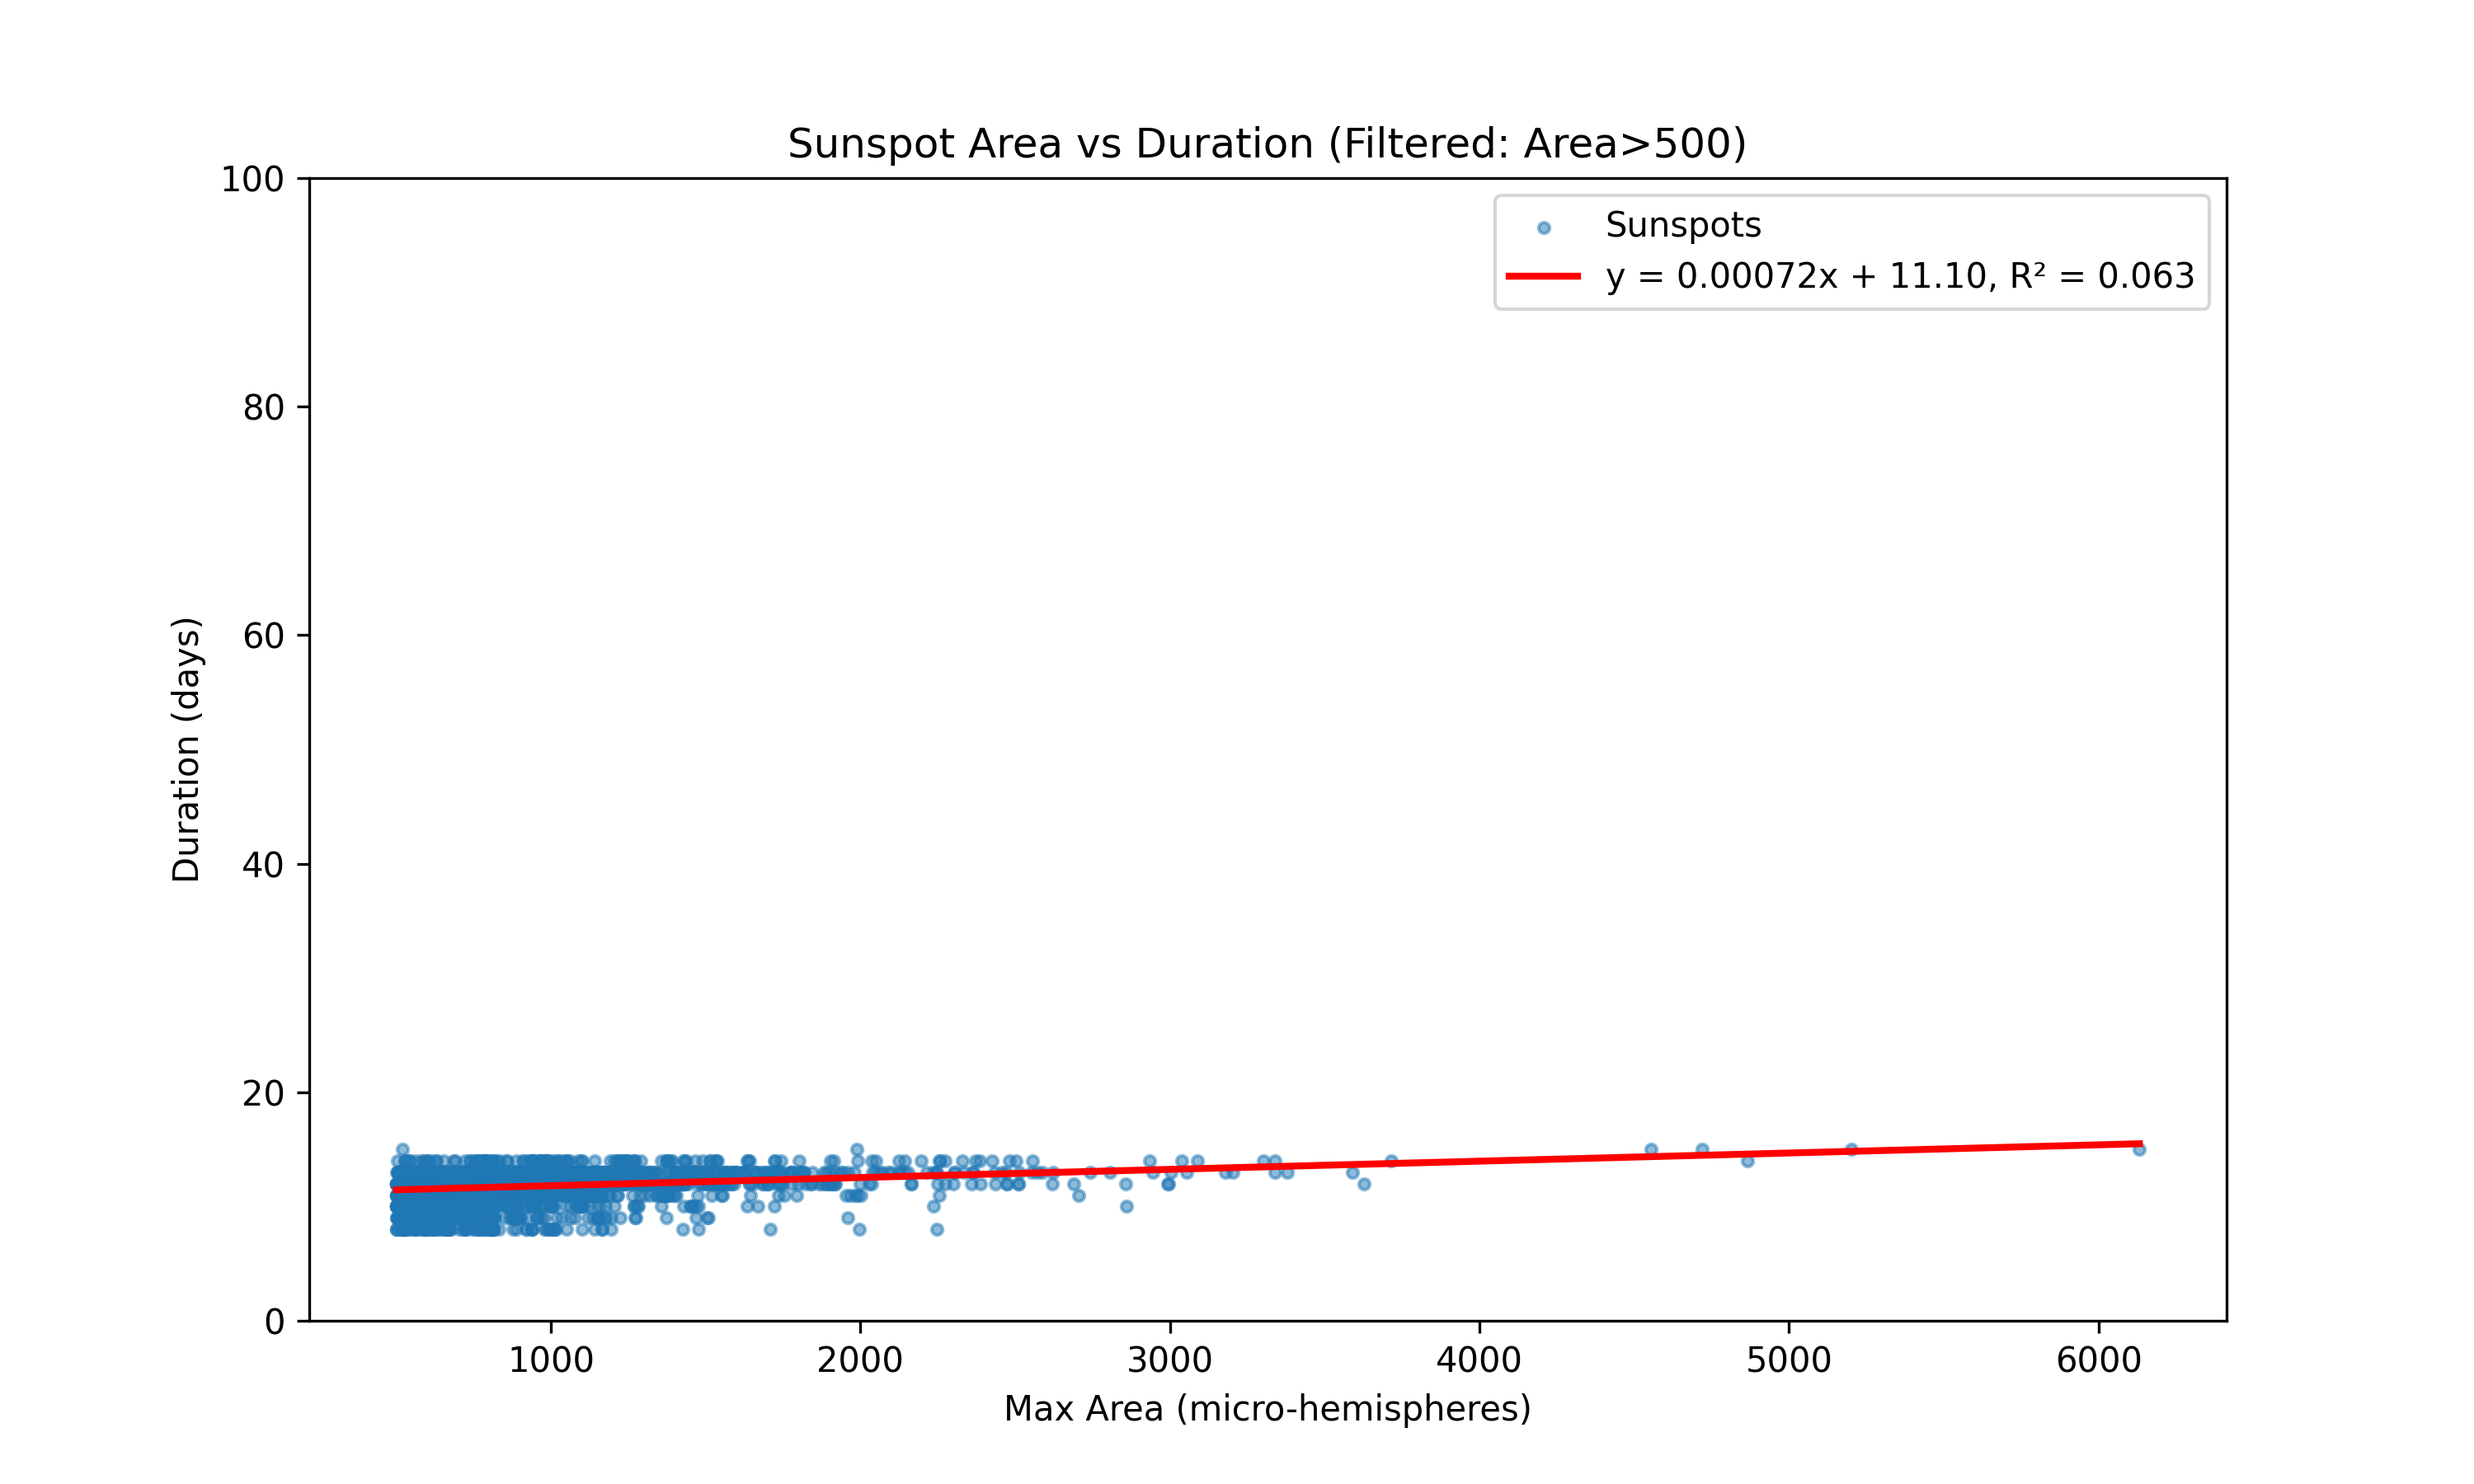 Sunspot Area vs Duration (Filtered: Area>500)
Sunspots
y = 0.00072x + 11.10, R² = 0.063
Duration (days)
100
80
60
40
20
0
1000 2000 3000 4000 5000 6000
Max Area (micro-hemispheres)